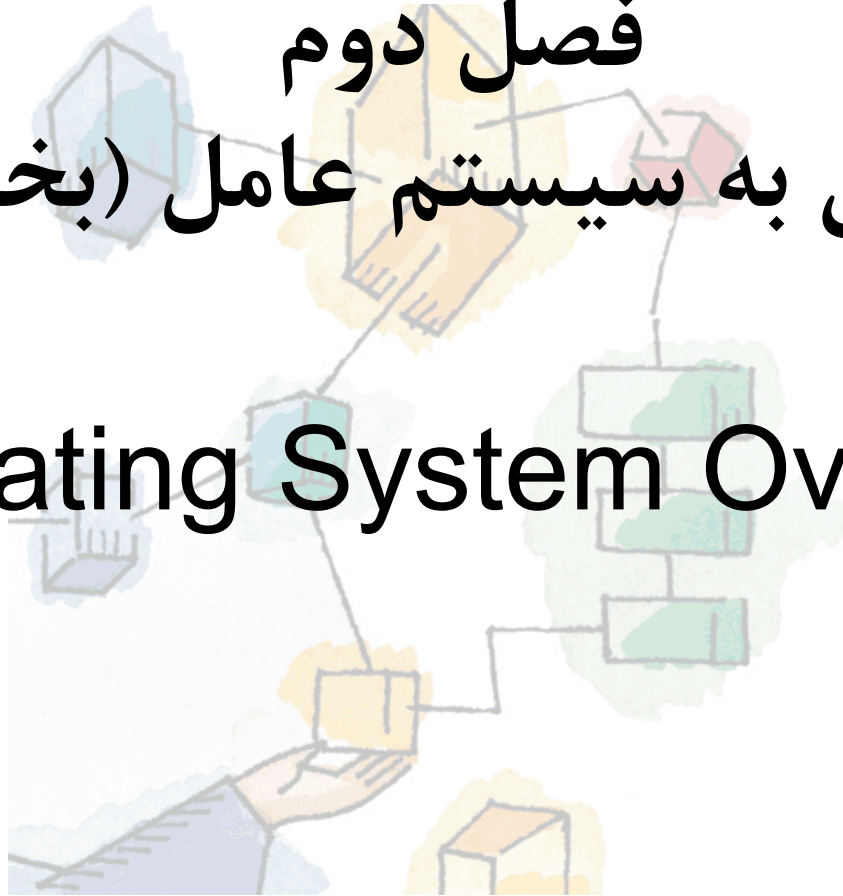 فصل دوم
به سیستم عامل (بخ
ating System Ov